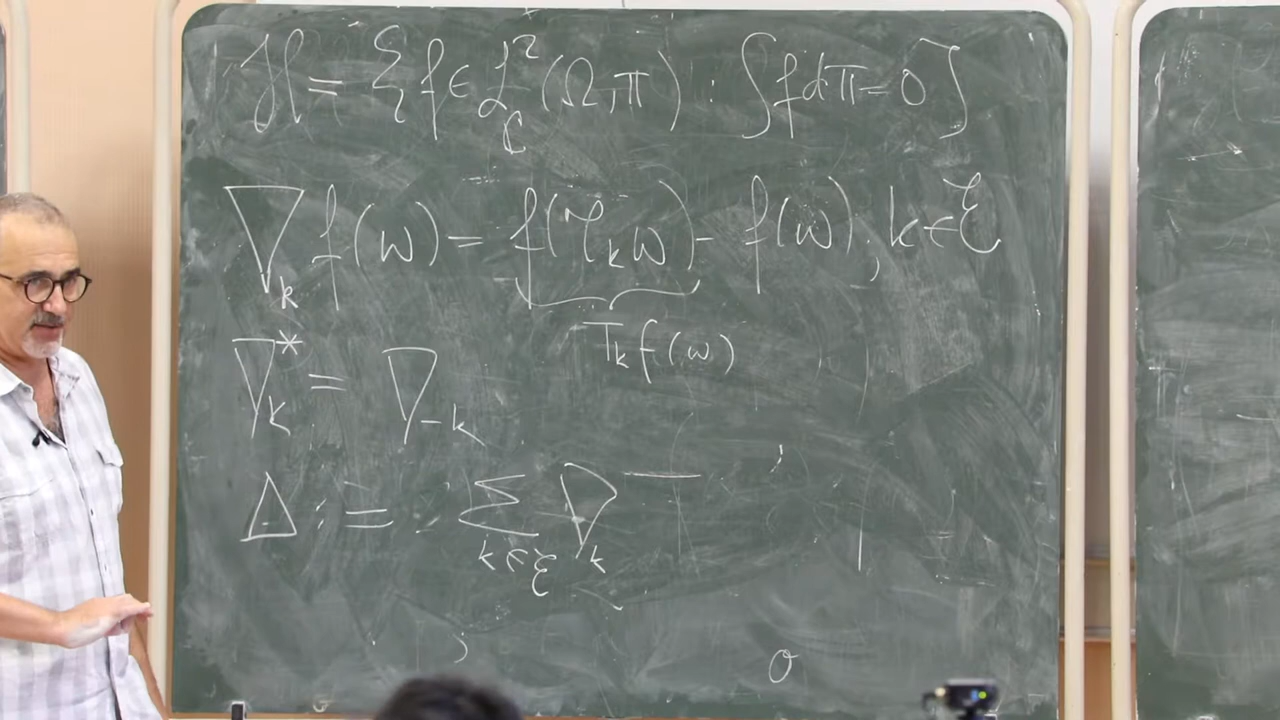 ℋ = {f ∈ ℒ²_ℂ(Ω, π) : ∫f dπ = 0}
∇_k f(ω) = f(τ_k ω) - f(ω), k ∈ ℰ
T_k f(ω)
∇_k^* = ∇_{-k}
Δ := Σ_{k∈ℰ} ∇_k